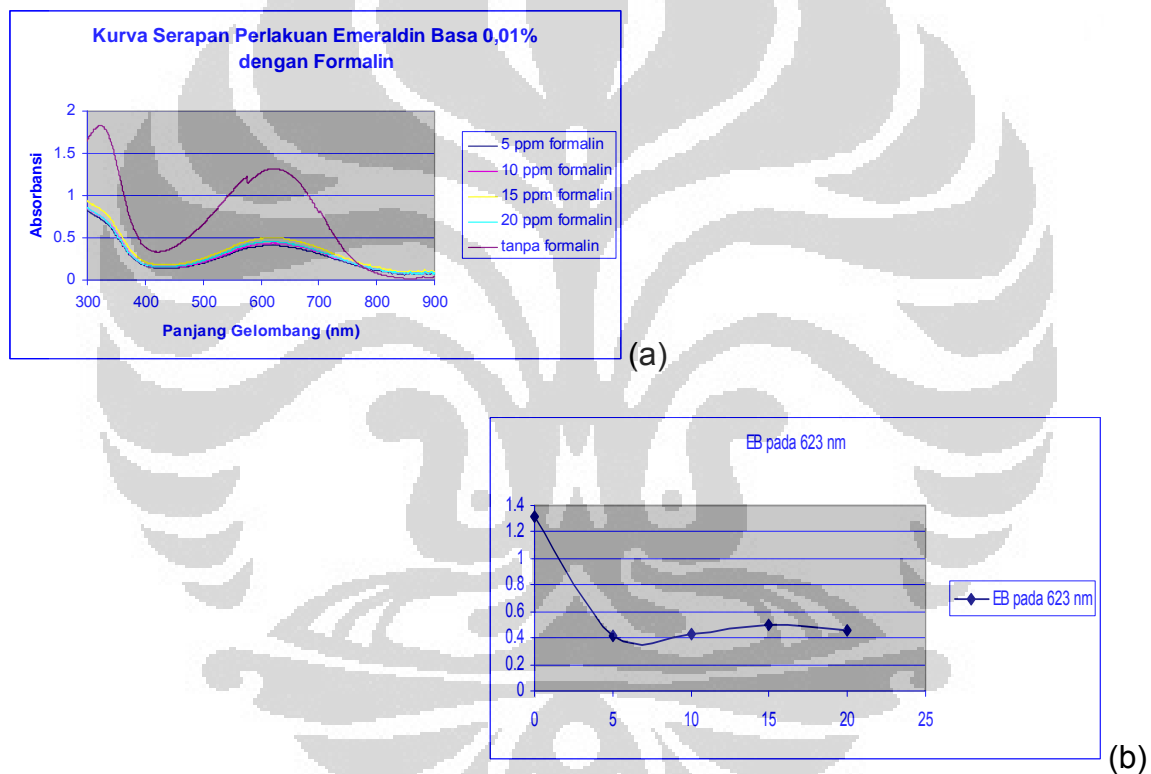 Kurva Serapan Perlakuan Emeraldin Basa 0,01%
dengan Formalin
Absorbansi
2
1.5
1
0.5
0
300 400 500 600 700 800 900
Panjang Gelombang (nm)
5 ppm formalin
10 ppm formalin
15 ppm formalin
20 ppm formalin
tanpa formalin
(a)
EB pada 623 nm
1.4
1.2
1
0.8
0.6
0.4
0.2
0
0 5 10 15 20 25
EB pada 623 nm
(b)